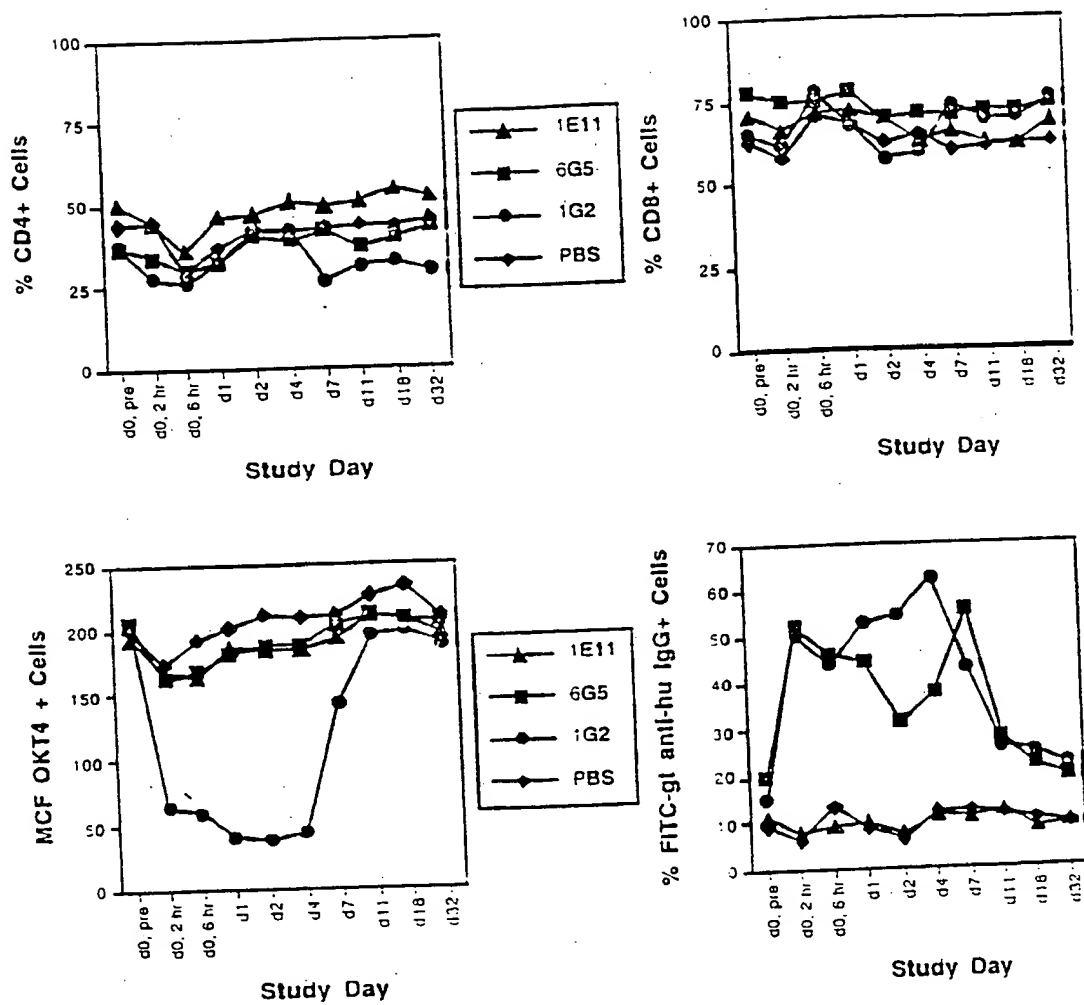 % CD4+ Cells
100
75
50
25
0
d0, pre
d0, 2 hr
d0, 6 hr
d1
d2
d4
d7
d11
d18
d32
Study Day
1E11
6G5
1G2
PBS
% CD8+ Cells
100
75
50
25
0
d0, pre
d0, 2 hr
d0, 6 hr
d1
d2
d4
d7
d11
d18
d32
Study Day
MCF OKT4 + Cells
250
200
150
100
50
0
d0, pre
d0, 2 hr
d0, 6 hr
d1
d2
d4
d7
d11
d18
d32
Study Day
1E11
6G5
1G2
PBS
% FITC-gt anti-hu IgG+ Cells
70
60
50
40
30
20
10
0
d0, pre
d0, 2 hr
d0, 6 hr
d1
d2
d4
d7
d11
d18
d32
Study Day